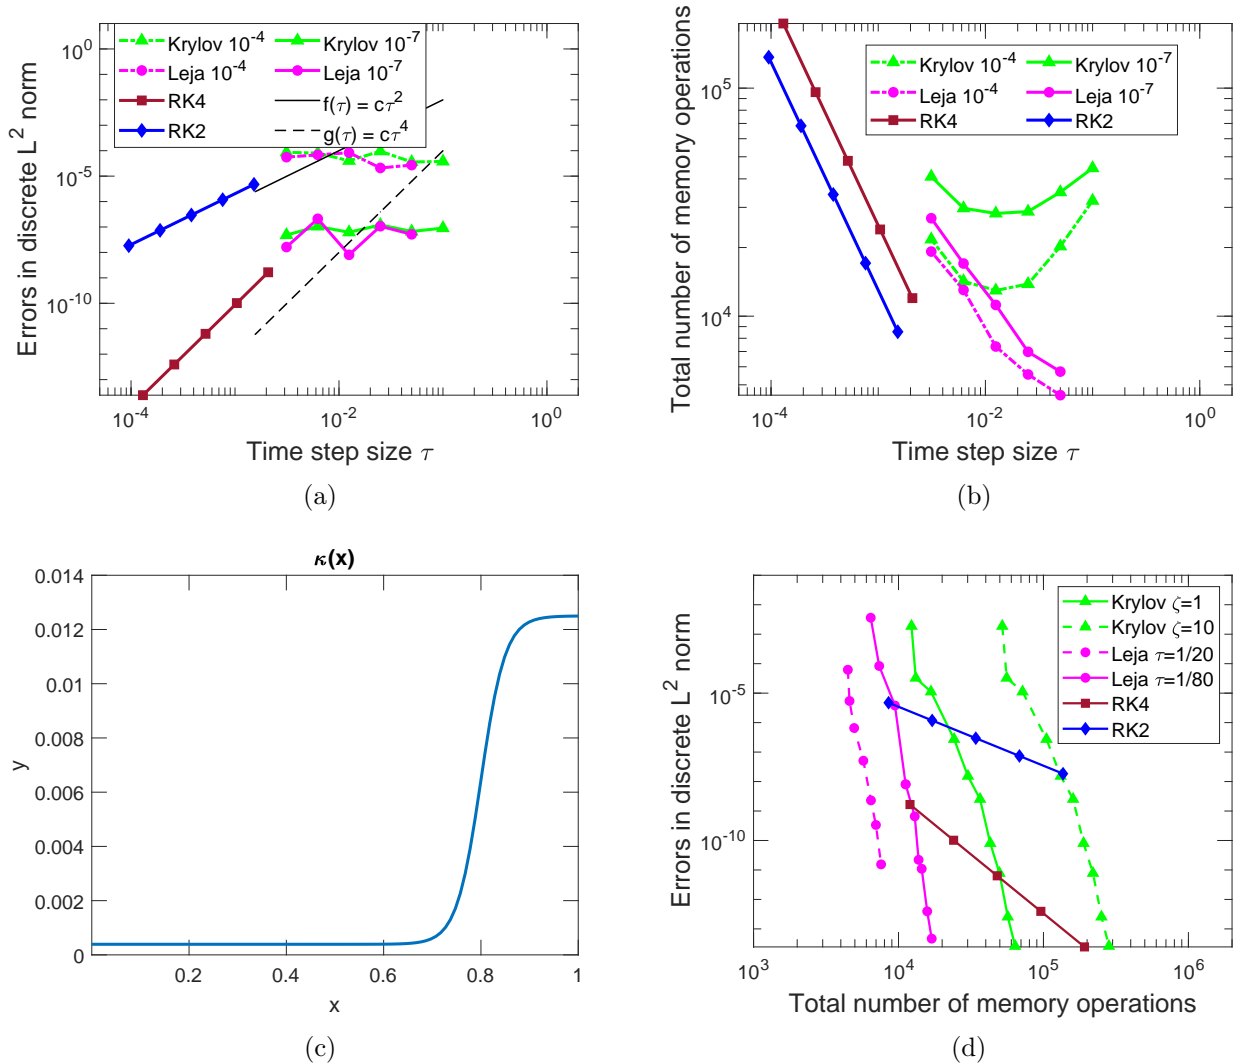 Krylov 10^-4
Krylov 10^-7
Leja 10^-4
Leja 10^-7
RK4
f(τ) = cτ^2
RK2
g(τ) = cτ^4
10^0
10^-5
10^-10
Errors in discrete L^2 norm
10^-4
10^-2
10^0
Time step size τ
(a)
Krylov 10^-4
Krylov 10^-7
Leja 10^-4
Leja 10^-7
RK4
RK2
10^5
10^4
Total number of memory operations
10^-4
10^-2
10^0
Time step size τ
(b)
κ(x)
0.014
0.012
0.01
0.008
0.006
0.004
0.002
0
y
0.2
0.4
0.6
0.8
1
x
(c)
Krylov ζ=1
Krylov ζ=10
Leja τ=1/20
Leja τ=1/80
RK4
RK2
10^-5
10^-10
Errors in discrete L^2 norm
10^3
10^4
10^5
10^6
Total number of memory operations
(d)